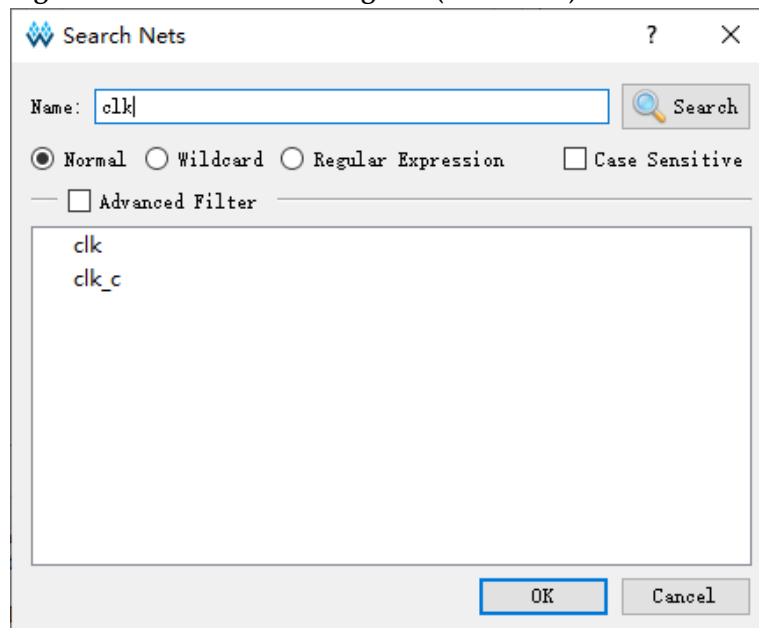 Search Nets ?
Name: clk Search
Normal Wildcard Regular Expression Case Sensitive
Advanced Filter
clk
clk_c
OK Cancel